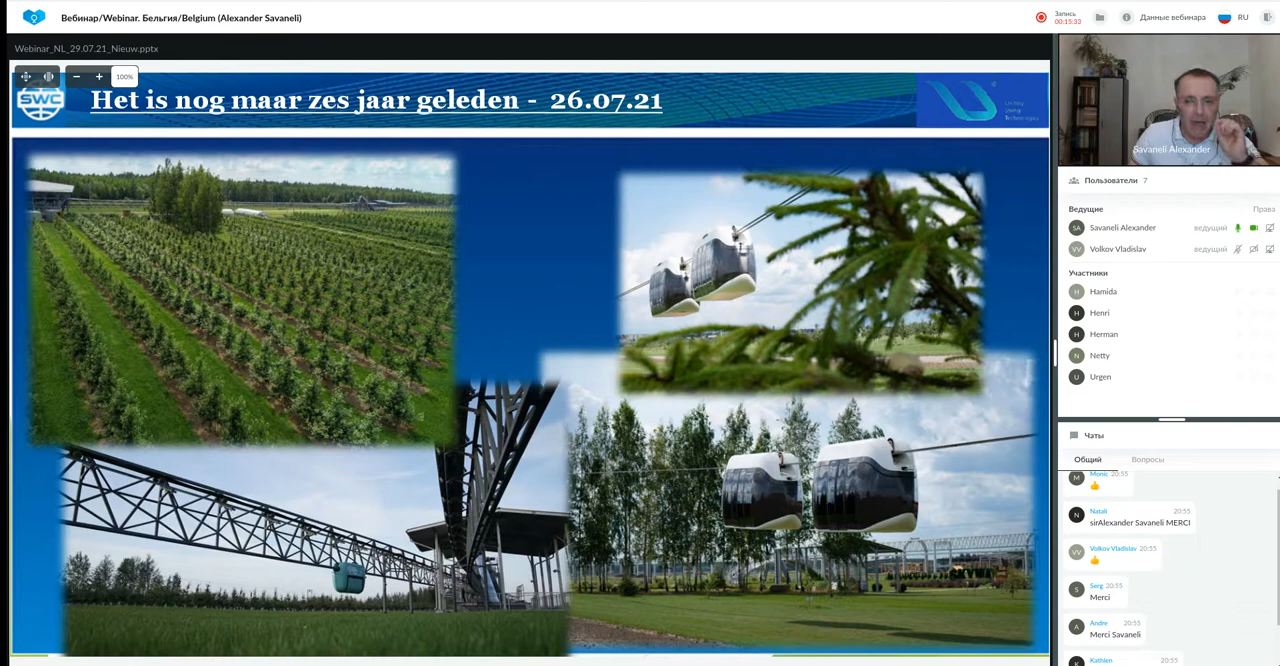 Вебинар/Webinar. Бельгия/Belgium (Alexander Savaneli)
Запись
00:15:33
Данные вебинара
RU
Webinar_NL_29.07.21_Nieuw.pptx
100%
SWC
Het is nog maar zes jaar geleden - 26.07.21
Unitsky
String
Technologies
Savaneli Alexander
Пользователи 7
Ведущие Права
SA Savaneli Alexander ведущий
VV Volkov Vladislav ведущий
Участники
H Hamida
H Henri
H Herman
N Netty
U Urgen
Чаты
Общий Вопросы
M Monic 20:55
N Natali 20:55
sirAlexander Savaneli MERCI
VV Volkov Vladislav 20:55
S Serg 20:55
Merci
A Andre 20:55
Merci Savaneli
K Kathlen 20:55